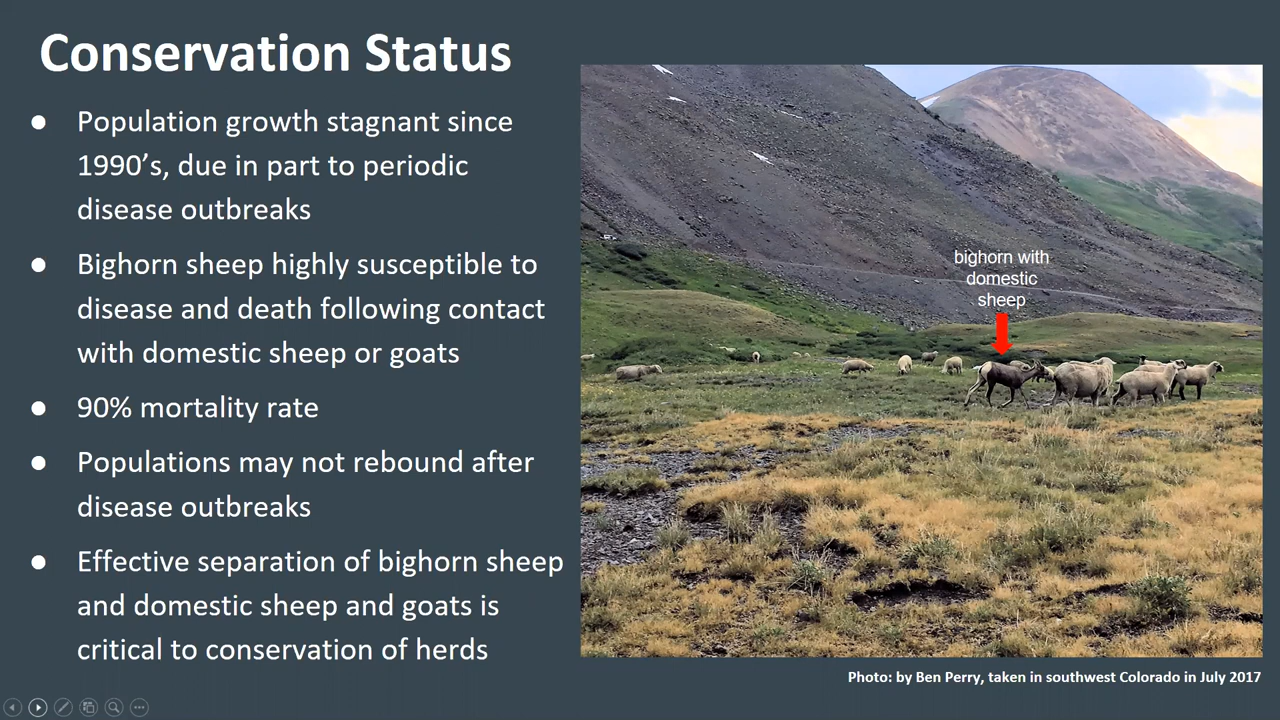 Conservation Status
● Population growth stagnant since
1990’s, due in part to periodic
disease outbreaks
● Bighorn sheep highly susceptible to
disease and death following contact
with domestic sheep or goats
● 90% mortality rate
● Populations may not rebound after
disease outbreaks
● Effective separation of bighorn sheep
and domestic sheep and goats is
critical to conservation of herds
bighorn with
domestic
sheep
Photo: by Ben Perry, taken in southwest Colorado in July 2017